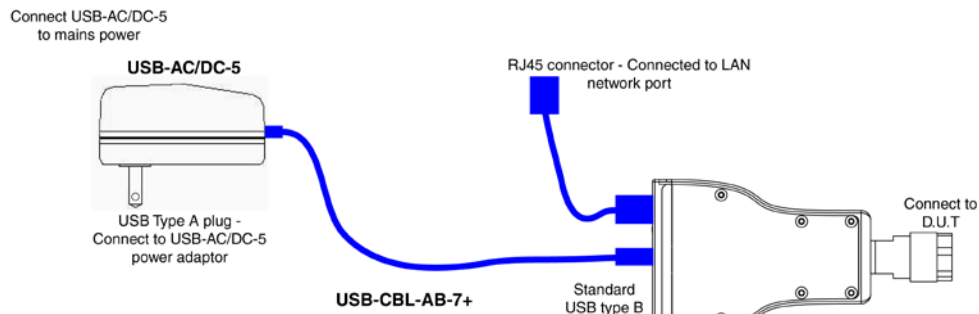 Connect USB-AC/DC-5
to mains power
USB-AC/DC-5
RJ45 connector - Connected to LAN
network port
USB Type A plug -
Connect to USB-AC/DC-5
power adaptor
Connect to
D.U.T
USB-CBL-AB-7+
Standard
USB type B